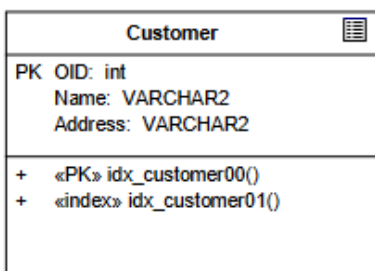 Customer
PK OID: int
Name: VARCHAR2
Address: VARCHAR2
+ «PK» idx_customer00()
+ «index» idx_customer01()